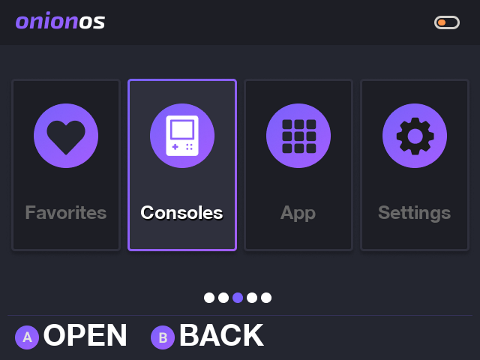 onionos
Favorites
Consoles
App
Settings
A OPEN B BACK